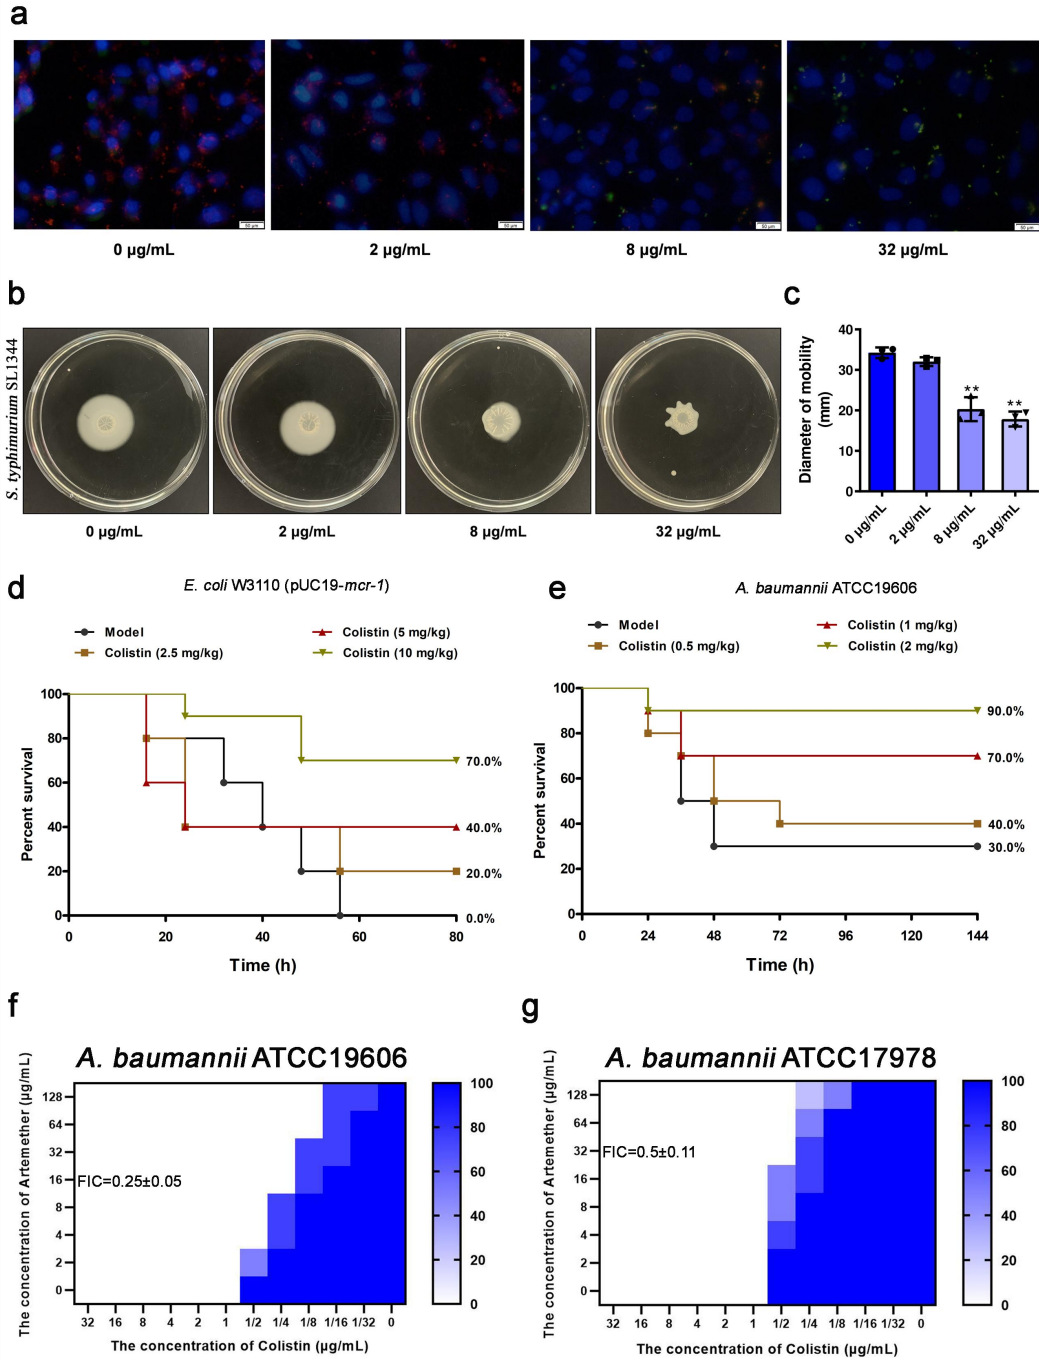 a
50 μm
50 μm
50 μm
50 μm
0 μg/mL
2 μg/mL
8 μg/mL
32 μg/mL
b
S. typhimurium SL1344
0 μg/mL
2 μg/mL
8 μg/mL
32 μg/mL
c
Diameter of mobility
(mm)
40
30
20
10
0
**
**
0 μg/mL
2 μg/mL
8 μg/mL
32 μg/mL
d
E. coli W3110 (pUC19-mcr-1)
Model
Colistin (2.5 mg/kg)
Colistin (5 mg/kg)
Colistin (10 mg/kg)
Percent survival
100
80
60
40
20
0
70.0%
40.0%
20.0%
0.0%
0
20
40
60
80
Time (h)
e
A. baumannii ATCC19606
Model
Colistin (0.5 mg/kg)
Colistin (1 mg/kg)
Colistin (2 mg/kg)
Percent survival
100
80
60
40
20
0
90.0%
70.0%
40.0%
30.0%
0
24
48
72
96
120
144
Time (h)
f
A. baumannii ATCC19606
The concentration of Artemether (μg/mL)
128
64
32
16
8
4
2
0
FIC=0.25±0.05
32
16
8
4
2
1
1/2
1/4
1/8
1/16
1/32
0
The concentration of Colistin (μg/mL)
100
80
60
40
20
0
g
A. baumannii ATCC17978
The concentration of Artemether (μg/mL)
128
64
32
16
8
4
2
0
FIC=0.5±0.11
32
16
8
4
2
1
1/2
1/4
1/8
1/16
1/32
0
The concentration of Colistin (μg/mL)
100
80
60
40
20
0